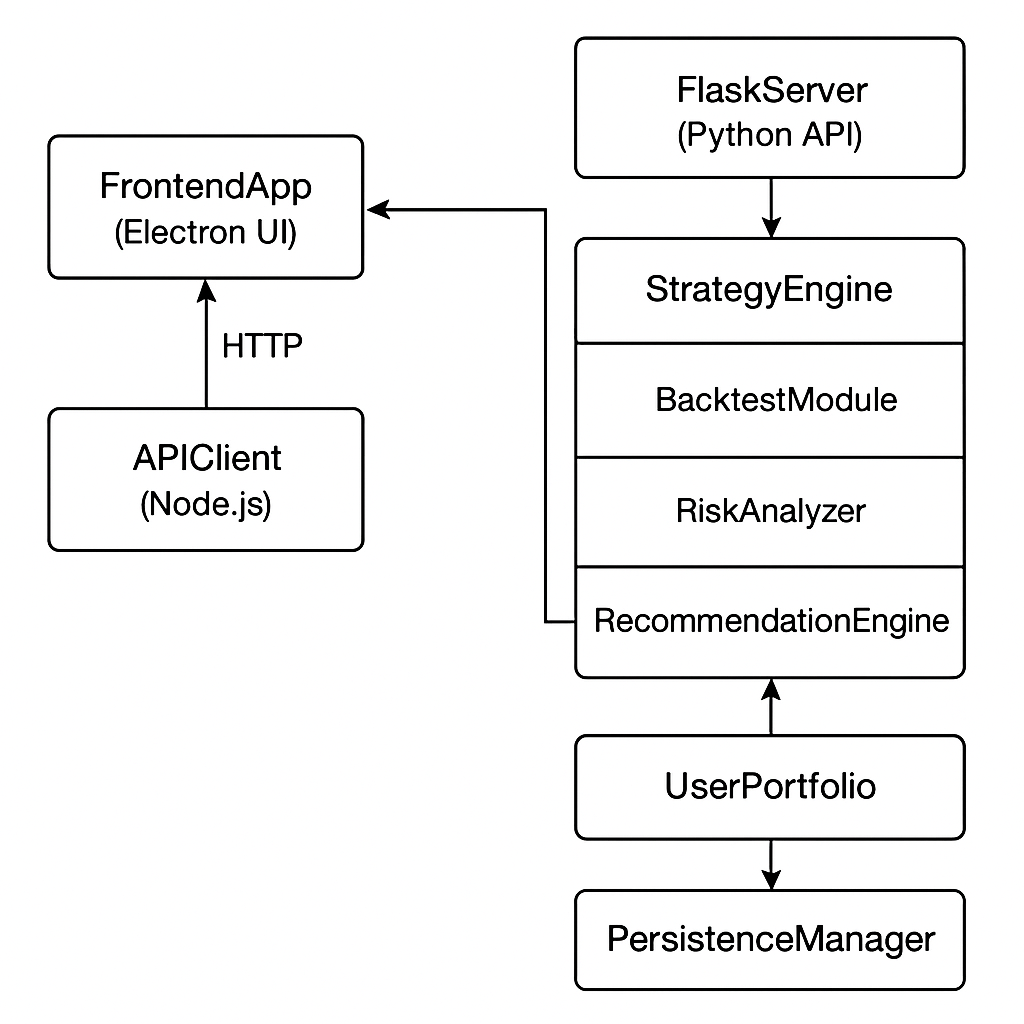 FlaskServer
(Python API)
FrontendApp
(Electron UI)
StrategyEngine
HTTP
BacktestModule
APIClient
(Node.js)
RiskAnalyzer
RecommendationEngine
UserPortfolio
PersistenceManager